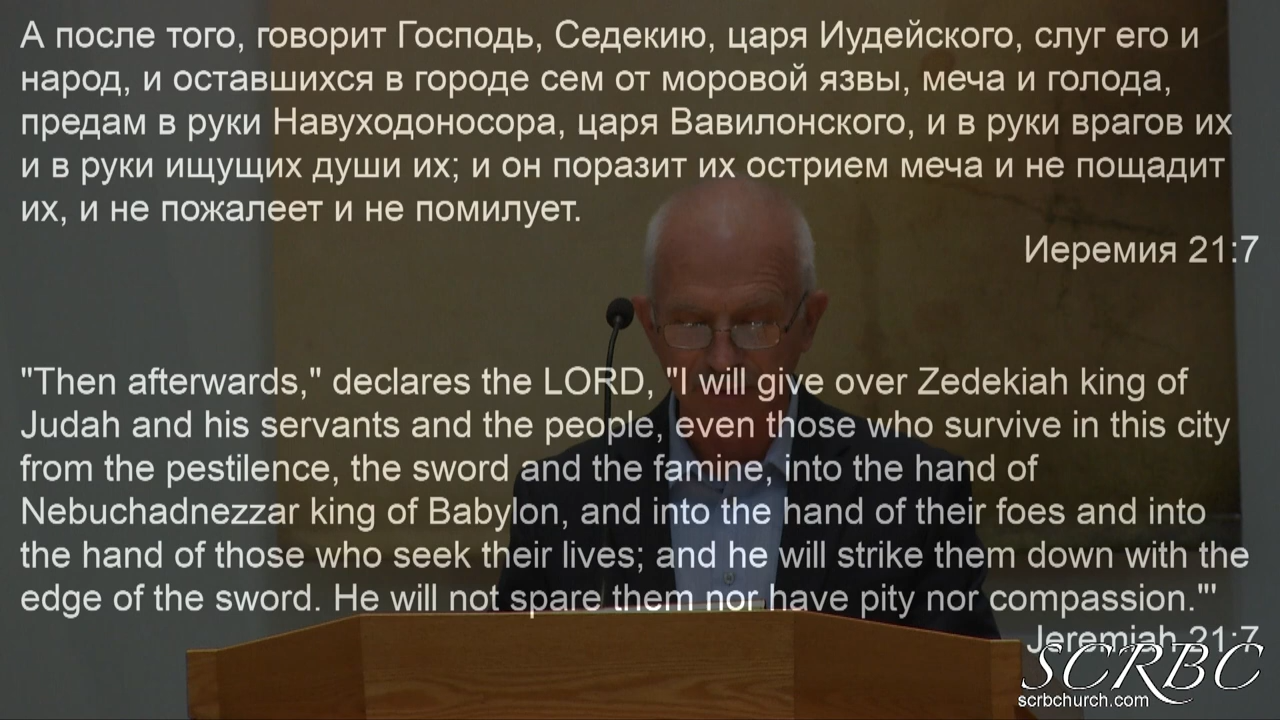 А после того, говорит Господь, Седекию, царя Иудейского, слуг его и
народ, и оставшихся в городе сем от моровой язвы, меча и голода,
предам в руки Навуходоносора, царя Вавилонского, и в руки врагов их
и в руки ищущих души их; и он поразит их острием меча и не пощадит
их, и не пожалеет и не помилует.
Иеремия 21:7
"Then afterwards," declares the LORD, "I will give over Zedekiah king of
Judah and his servants and the people, even those who survive in this city
from the pestilence, the sword and the famine, into the hand of
Nebuchadnezzar king of Babylon, and into the hand of their foes and into
the hand of those who seek their lives; and he will strike them down with the
edge of the sword. He will not spare them nor have pity nor compassion."'
Jeremiah 21:7
SCRBC
scrbchurch.com